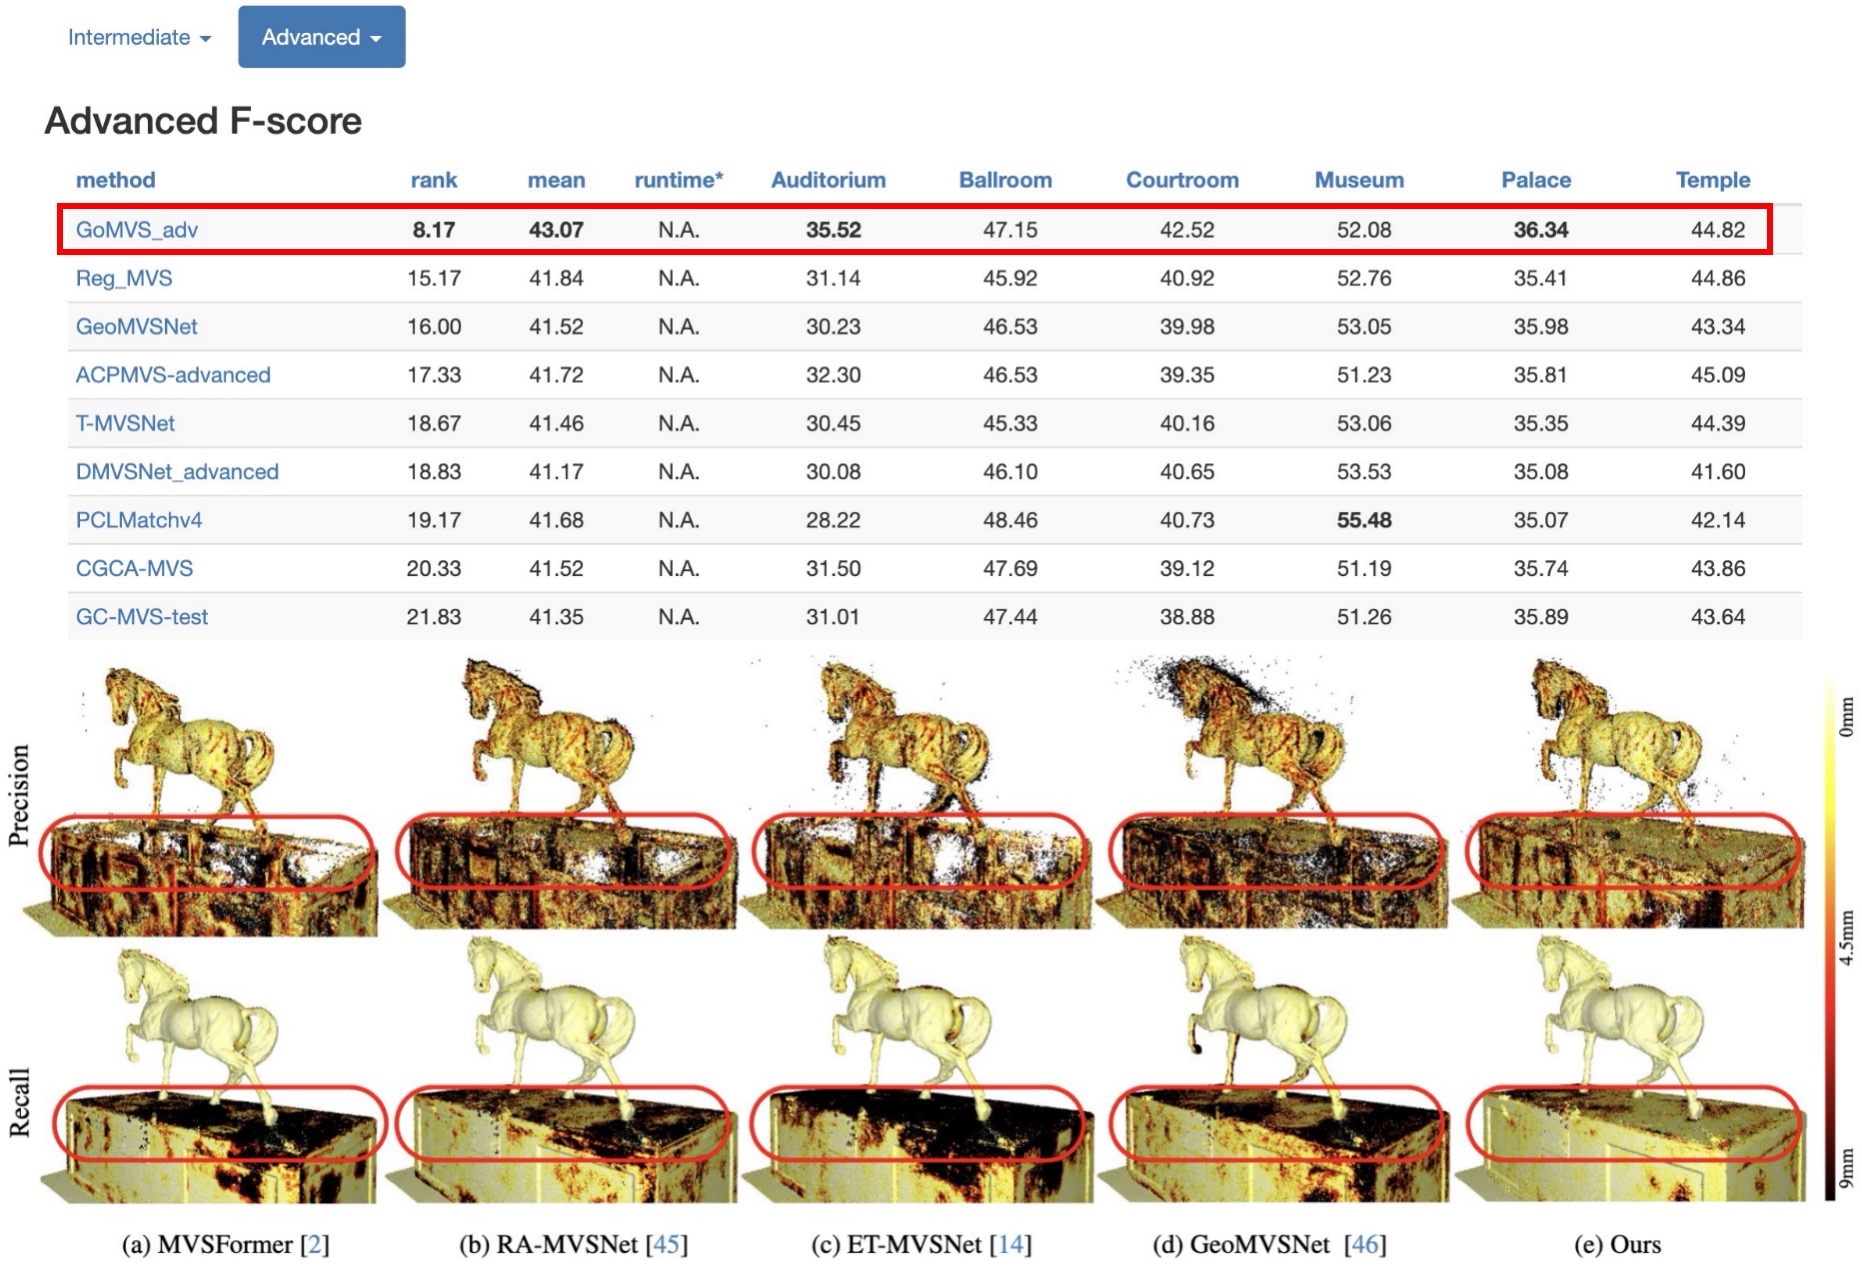 Intermediate Advanced
Advanced F-score
method rank mean runtime* Auditorium Ballroom Courtroom Museum Palace Temple
GoMVS_adv 8.17 43.07 N.A. 35.52 47.15 42.52 52.08 36.34 44.82
Reg_MVS 15.17 41.84 N.A. 31.14 45.92 40.92 52.76 35.41 44.86
GeoMVSNet 16.00 41.52 N.A. 30.23 46.53 39.98 53.05 35.98 43.34
ACPMVS-advanced 17.33 41.72 N.A. 32.30 46.53 39.35 51.23 35.81 45.09
T-MVSNet 18.67 41.46 N.A. 30.45 45.33 40.16 53.06 35.35 44.39
DMVSNet_advanced 18.83 41.17 N.A. 30.08 46.10 40.65 53.53 35.08 41.60
PCLMatchv4 19.17 41.68 N.A. 28.22 48.46 40.73 55.48 35.07 42.14
CGCA-MVS 20.33 41.52 N.A. 31.50 47.69 39.12 51.19 35.74 43.86
GC-MVS-test 21.83 41.35 N.A. 31.01 47.44 38.88 51.26 35.89 43.64
Precision
Recall
0mm
4.5mm
9mm
(a) MVSFormer [2] (b) RA-MVSNet [45] (c) ET-MVSNet [14] (d) GeoMVSNet [46] (e) Ours